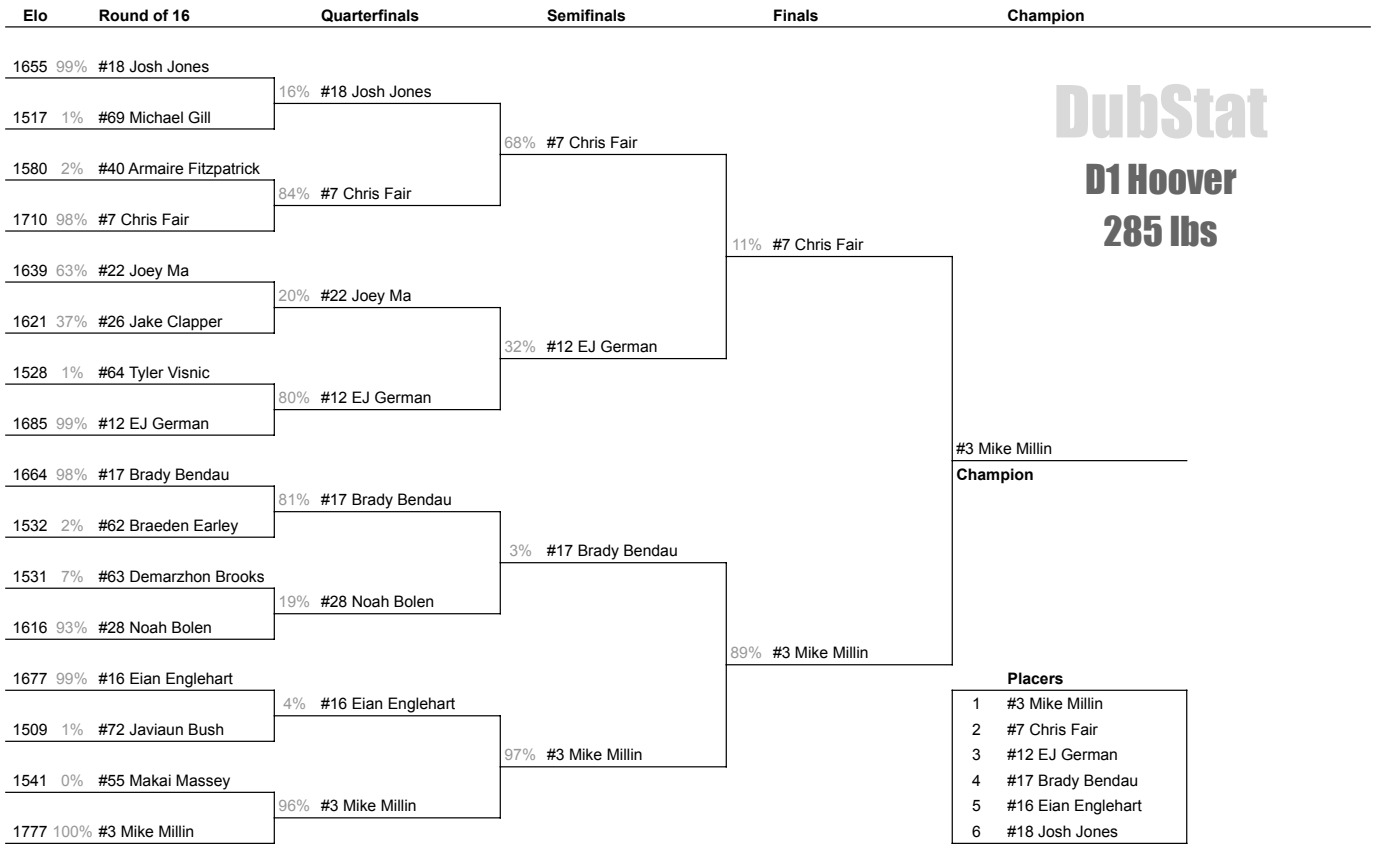 Elo Round of 16 Quarterfinals Semifinals Finals Champion
1655 99% #18 Josh Jones
16% #18 Josh Jones
DubStat
1517 1% #69 Michael Gill
68% #7 Chris Fair
1580 2% #40 Armaire Fitzpatrick
D1 Hoover
84% #7 Chris Fair
1710 98% #7 Chris Fair
285 lbs
11% #7 Chris Fair
1639 63% #22 Joey Ma
20% #22 Joey Ma
1621 37% #26 Jake Clapper
32% #12 EJ German
1528 1% #64 Tyler Visnic
80% #12 EJ German
1685 99% #12 EJ German
#3 Mike Millin
1664 98% #17 Brady Bendau
Champion
81% #17 Brady Bendau
1532 2% #62 Braeden Earley
3% #17 Brady Bendau
1531 7% #63 Demarzhon Brooks
19% #28 Noah Bolen
1616 93% #28 Noah Bolen
89% #3 Mike Millin
1677 99% #16 Eian Englehart
Placers
4% #16 Eian Englehart
1 #3 Mike Millin
1509 1% #72 Javiaun Bush
2 #7 Chris Fair
97% #3 Mike Millin
3 #12 EJ German
1541 0% #55 Makai Massey
4 #17 Brady Bendau
96% #3 Mike Millin
5 #16 Eian Englehart
1777 100% #3 Mike Millin
6 #18 Josh Jones